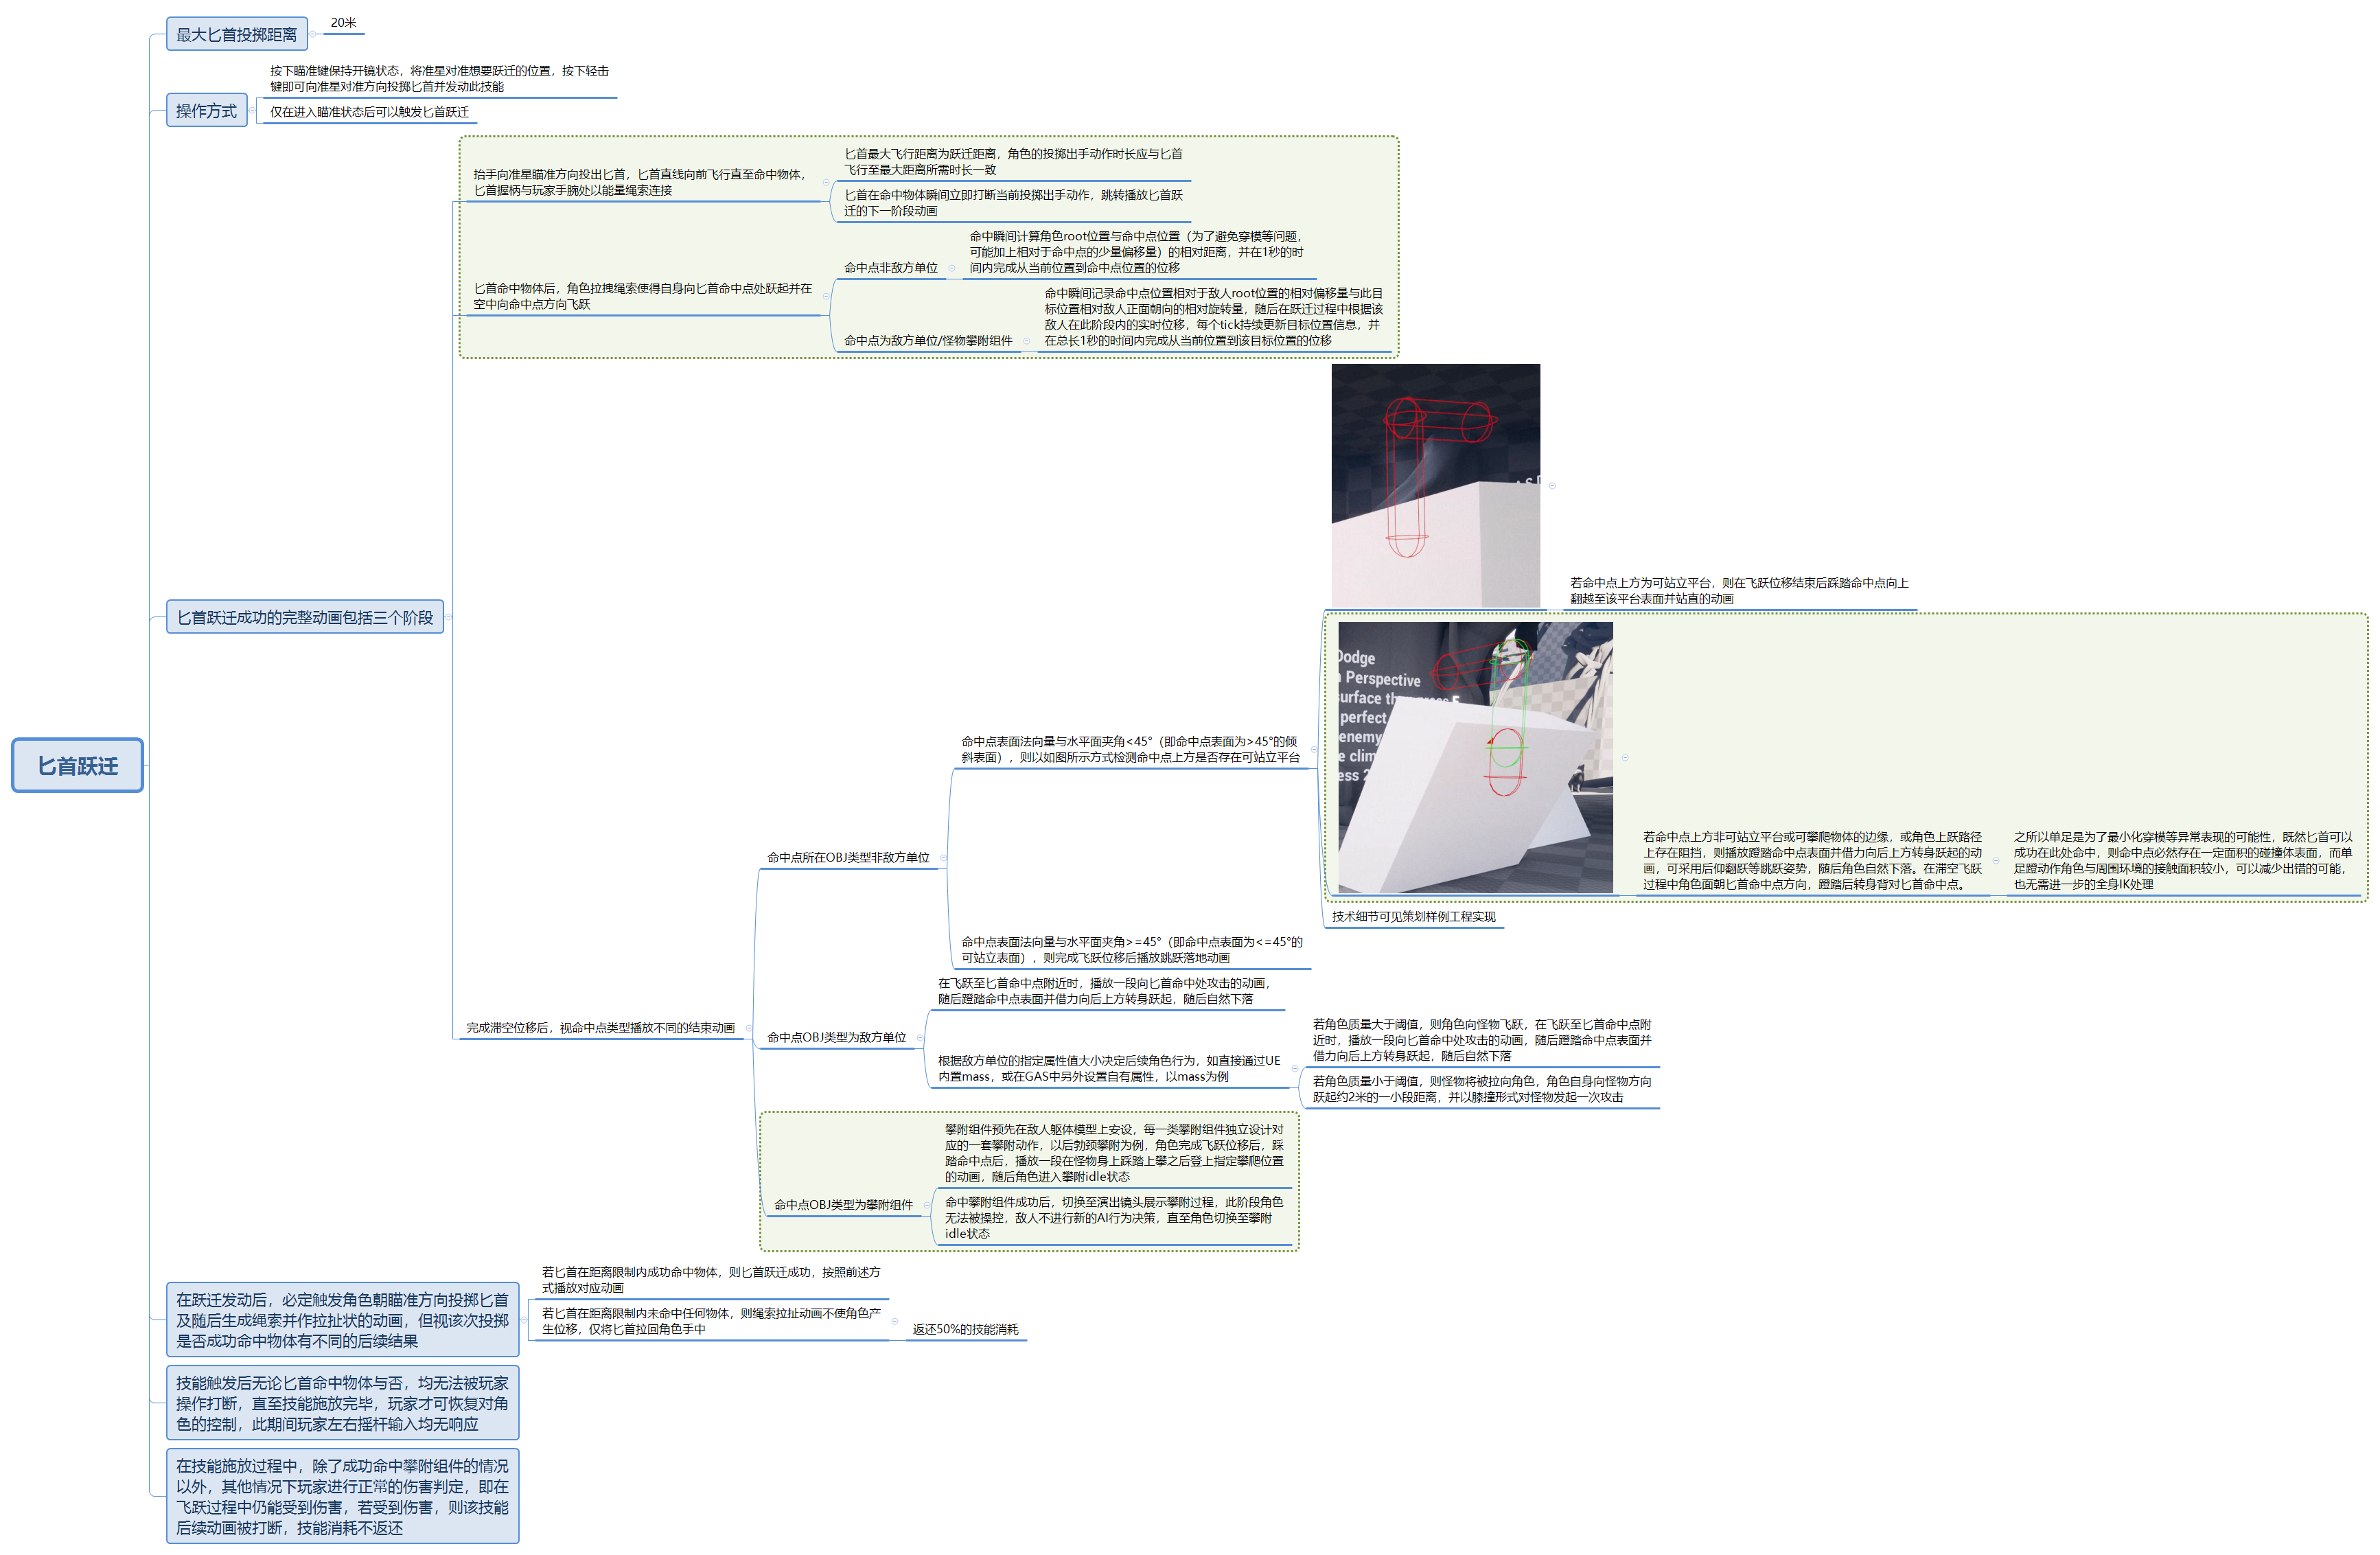 匕首跃迁
最大匕首投掷距离
20米
操作方式
按下瞄准键保持开镜状态，将准星对准想要跃迁的位置，按下轻击
键即可向准星对准方向投掷匕首并发动此技能
仅在进入瞄准状态后可以触发匕首跃迁
匕首跃迁成功的完整动画包括三个阶段
抬手向准星瞄准方向投出匕首，匕首直线向前飞行直至命中物体，
匕首握柄与玩家手腕处以能量绳索连接
匕首最大飞行距离为跃迁距离，角色的投掷出手动作时长应与匕首
飞行至最大距离所需时长一致
匕首在命中物体瞬间立即打断当前投掷出手动作，跳转播放匕首跃
迁的下一阶段动画
匕首命中物体后，角色拉拽绳索使得自身向匕首命中点处跃起并在
空中向命中点方向飞跃
命中点非敌方单位
命中瞬间计算角色root位置与命中点位置（为了避免穿模等问题，
可能加上相对于命中点的少量偏移量）的相对距离，并在1秒的时
间内完成从当前位置到命中点位置的位移
命中点为敌方单位/怪物攀附组件
命中瞬间记录命中点位置相对于敌人root位置的相对偏移量与此目
标位置相对敌人正面朝向的相对旋转量，随后在跃迁过程中根据该
敌人在此阶段内的实时位移，每个tick持续更新目标位置信息，并
在总长1秒的时间内完成从当前位置到该目标位置的位移
完成滞空位移后，视命中点类型播放不同的结束动画
命中点所在OBJ类型非敌方单位
命中点表面法向量与水平面夹角<45°（即命中点表面为>45°的倾
斜表面），则以如图所示方式检测命中点上方是否存在可站立平台
若命中点上方为可站立平台，则在飞跃位移结束后踩踏命中点向上
翻越至该平台表面并站直的动画
Dodge
Perspective
surface th
perfect
enemy
e clim
ess 2
若命中点上方非可站立平台或可攀爬物体的边缘，或角色上跃路径
上存在阻挡，则播放蹬踏命中点表面并借力向后上方转身跃起的动
画，可采用后仰翻跃等跳跃姿势，随后角色自然下落。在滞空飞跃
过程中角色面朝匕首命中点方向，蹬踏后转身背对匕首命中点。
之所以单足是为了最小化穿模等异常表现的可能性，既然匕首可以
成功在此处命中，则命中点必然存在一定面积的碰撞体表面，而单
足蹬动作角色与周围环境的接触面积较小，可以减少出错的可能，
也无需进一步的全身IK处理
技术细节可见策划样例工程实现
命中点表面法向量与水平面夹角>=45°（即命中点表面为<=45°的
可站立表面），则完成飞跃位移后播放跳跃落地动画
命中点OBJ类型为敌方单位
在飞跃至匕首命中点附近时，播放一段向匕首命中处攻击的动画，
随后蹬踏命中点表面并借力向后上方转身跃起，随后自然下落
根据敌方单位的指定属性值大小决定后续角色行为，如直接通过UE
内置mass，或在GAS中另外设置自有属性，以mass为例
若角色质量大于阈值，则角色向怪物飞跃，在飞跃至匕首命中点附
近时，播放一段向匕首命中处攻击的动画，随后蹬踏命中点表面并
借力向后上方转身跃起，随后自然下落
若角色质量小于阈值，则怪物将被拉向角色，角色自身向怪物方向
跃起约2米的一小段距离，并以膝撞形式对怪物发起一次攻击
命中点OBJ类型为攀附组件
攀附组件预先在敌人躯体模型上安设，每一类攀附组件独立设计对
应的一套攀附动作，以后勃颈攀附为例，角色完成飞跃位移后，踩
踏命中点后，播放一段在怪物身上踩踏上攀之后登上指定攀爬位置
的动画，随后角色进入攀附idle状态
命中攀附组件成功后，切换至演出镜头展示攀附过程，此阶段角色
无法被操控，敌人不进行新的AI行为决策，直至角色切换至攀附
idle状态
在跃迁发动后，必定触发角色朝瞄准方向投掷匕首
及随后生成绳索并作拉扯状的动画，但视该次投掷
是否成功命中物体有不同的后续结果
若匕首在距离限制内成功命中物体，则匕首跃迁成功，按照前述方
式播放对应动画
若匕首在距离限制内未命中任何物体，则绳索拉扯动画不使角色产
生位移，仅将匕首拉回角色手中
返还50%的技能消耗
技能触发后无论匕首命中物体与否，均无法被玩家
操作打断，直至技能施放完毕，玩家才可恢复对角
色的控制，此期间玩家左右摇杆输入均无响应
在技能施放过程中，除了成功命中攀附组件的情况
以外，其他情况下玩家进行正常的伤害判定，即在
飞跃过程中仍能受到伤害，若受到伤害，则该技能
后续动画被打断，技能消耗不返还